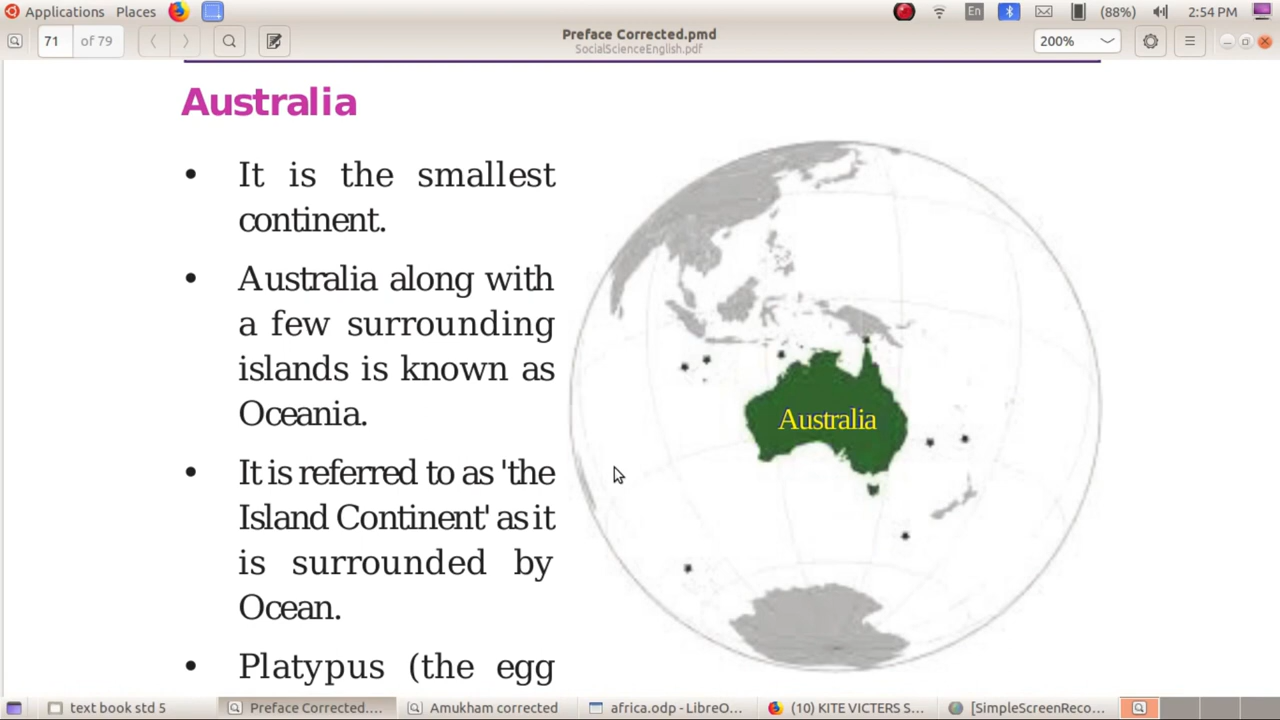 Applications Places En (88%) 2:54 PM
71 of 79 Preface Corrected.pmd 200%
SocialScienceEnglish.pdf
Australia
• It is the smallest
continent.
• Australia along with
a few surrounding
islands is known as
Oceania.
• It is referred to as 'the
Island Continent' as it
is surrounded by
Ocean.
• Platypus (the egg
Australia
text book std 5 Preface Corrected.... Amukham corrected africa.odp - LibreO... (10) KITE VICTERS S... [SimpleScreenReco...